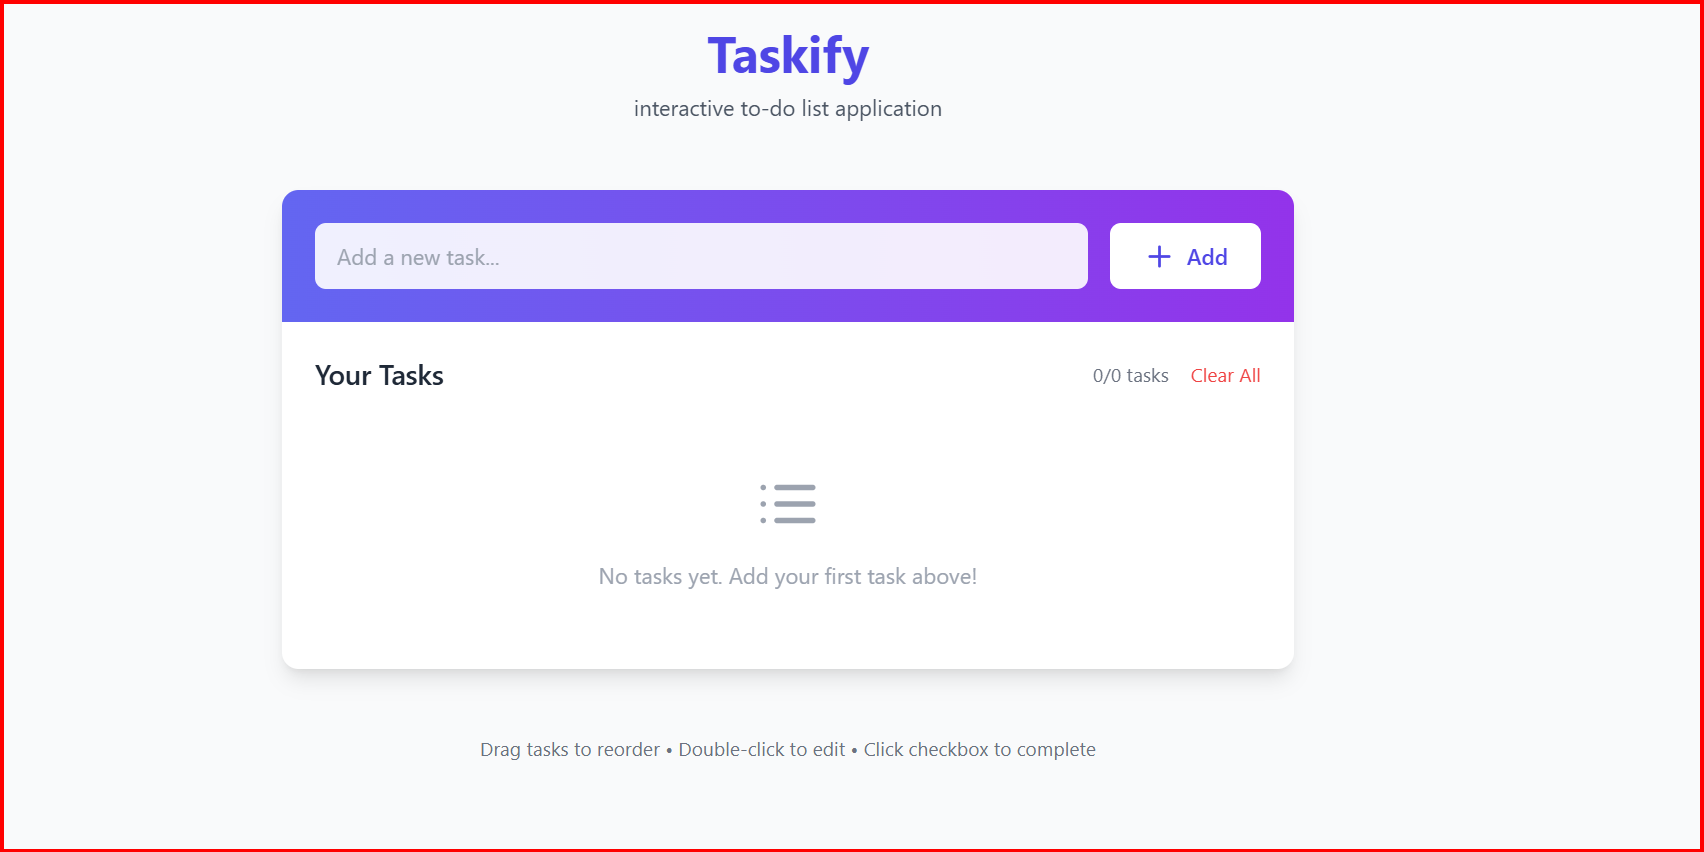 Taskify
interactive to-do list application
Add a new task...
Add
Your Tasks
0/0 tasks Clear All
No tasks yet. Add your first task above!
Drag tasks to reorder • Double-click to edit • Click checkbox to complete